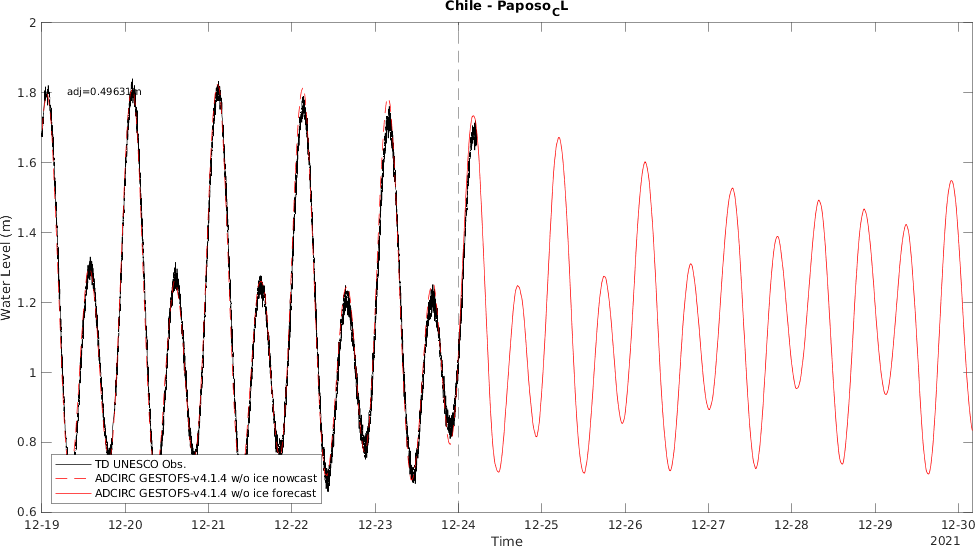 Chile - Paposo_CL
2
1.8
1.6
1.4
1.2
1
0.8
0.6
Water Level (m)
adj=0.49631m
TD UNESCO Obs.
ADCIRC GESTOFS-v4.1.4 w/o ice nowcast
ADCIRC GESTOFS-v4.1.4 w/o ice forecast
12-19 12-20 12-21 12-22 12-23 12-24 12-25 12-26 12-27 12-28 12-29 12-30
Time
2021